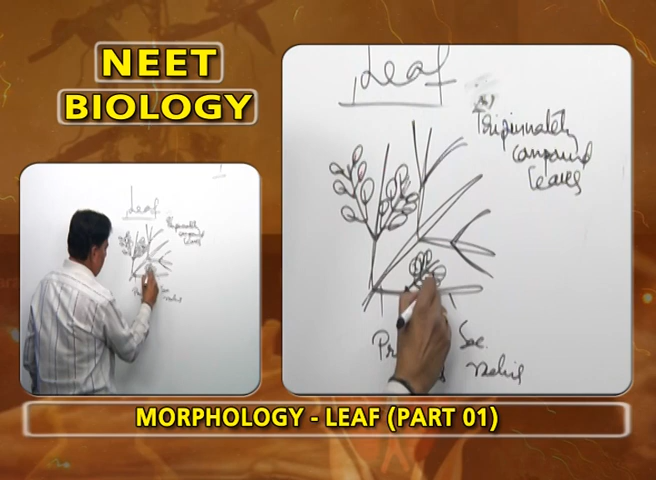 NEET
BIOLOGY
Leaf
Tripinnately
compound
leaves
Sec.
MORPHOLOGY - LEAF (PART 01)